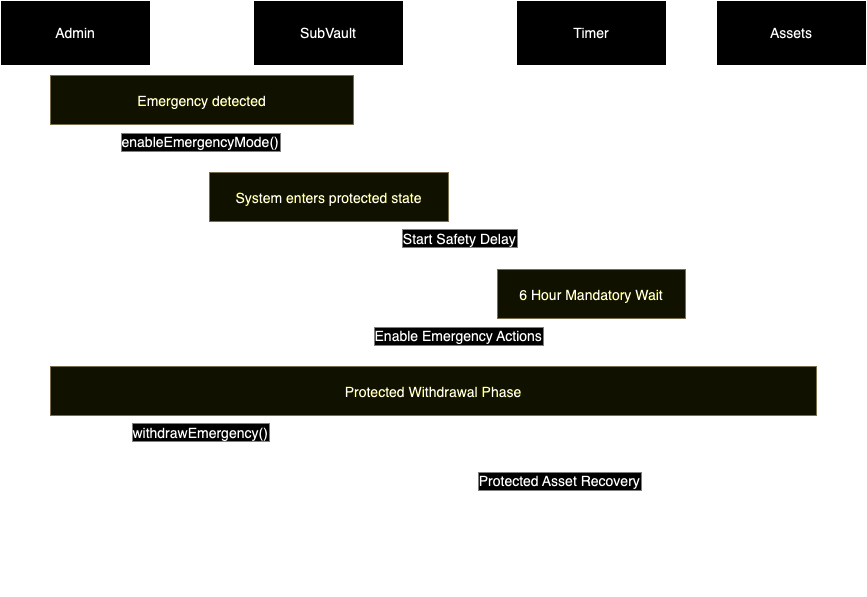 Admin
SubVault
Timer
Assets
Emergency detected
enableEmergencyMode()
System enters protected state
Start Safety Delay
6 Hour Mandatory Wait
Enable Emergency Actions
Protected Withdrawal Phase
withdrawEmergency()
Protected Asset Recovery